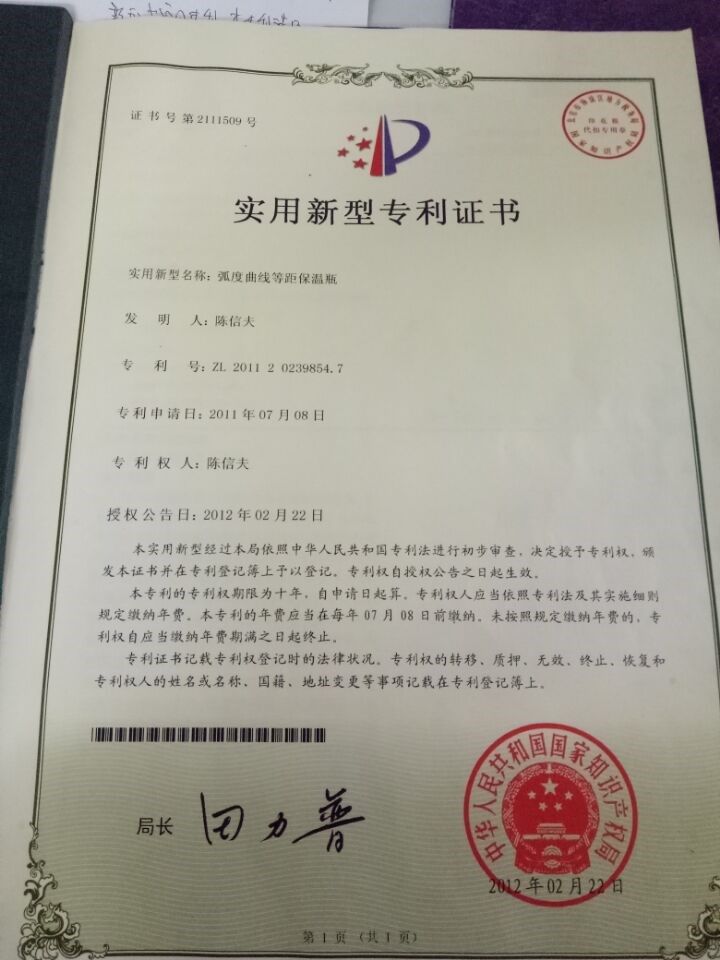 证书号第2111509号
印花税
代扣专用章
实用新型专利证书
实用新型名称：弧度曲线等距保温瓶
发 明 人：陈信夫
专 利 号：ZL 2011 2 0239854.7
专利申请日：2011年07月08日
专 利 权 人：陈信夫
授权公告日：2012年02月22日
本实用新型经过本局依照中华人民共和国专利法进行初步审查，决定授予专利权，颁
发本证书并在专利登记簿上予以登记。专利权自授权公告之日起生效。
本专利的专利权期限为十年，自申请日起算。专利权人应当依照专利法及其实施细则
规定缴纳年费。本专利的年费应当在每年07月08日前缴纳。未按照规定缴纳年费的，专
利权自应当缴纳年费期满之日起终止。
专利证书记载专利权登记时的法律状况。专利权的转移、质押、无效、终止、恢复和
专利权人的姓名或名称、国籍、地址变更等事项记载在专利登记簿上。
局长 田力普
中华人民共和国国家知识产权局
2012年02月22日
第1页（共1页）